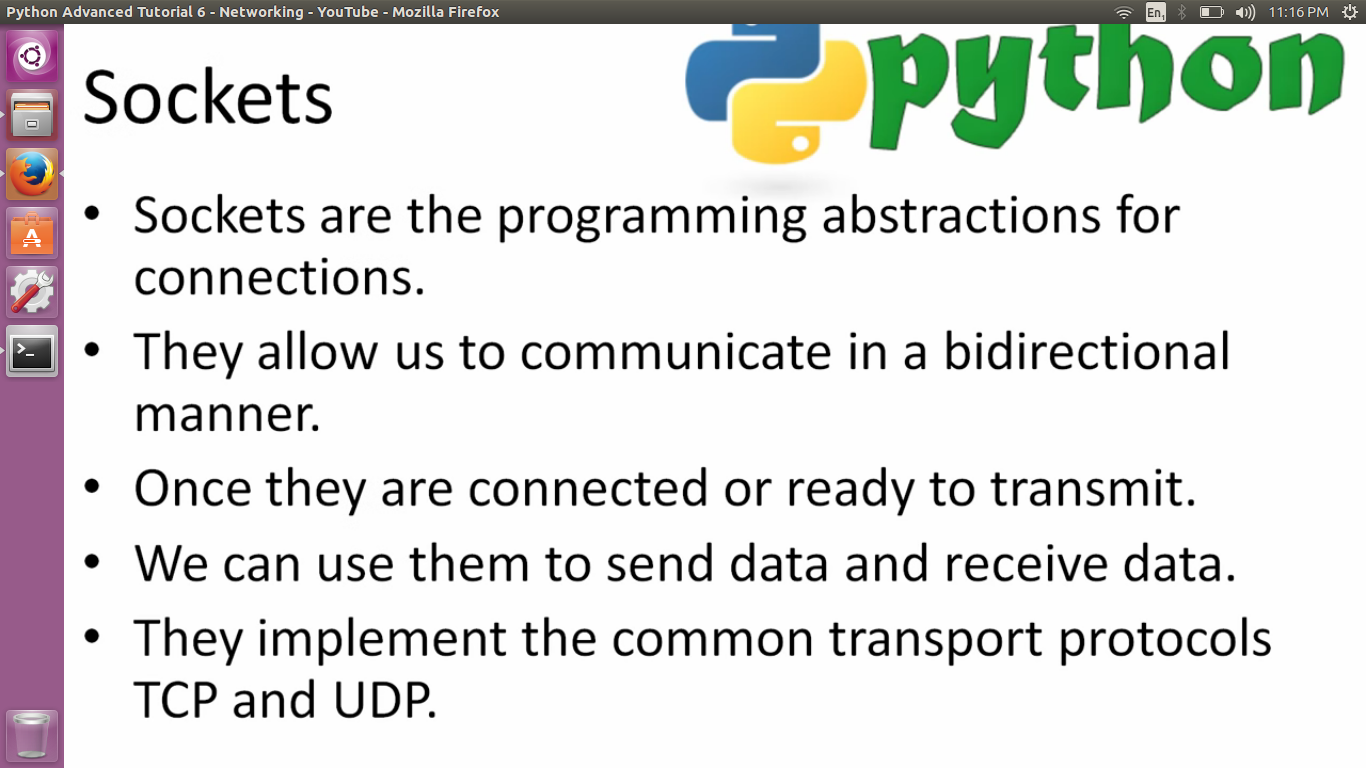 Python Advanced Tutorial 6 - Networking - YouTube - Mozilla Firefox
En1
11:16 PM
python
Sockets
• Sockets are the programming abstractions for
connections.
• They allow us to communicate in a bidirectional
manner.
• Once they are connected or ready to transmit.
• We can use them to send data and receive data.
• They implement the common transport protocols
TCP and UDP.